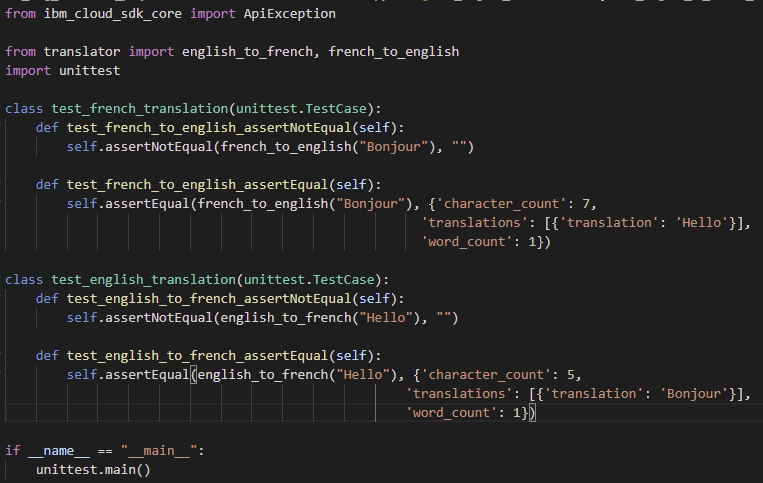 from ibm_cloud_sdk_core import ApiException

from translator import english_to_french, french_to_english
import unittest

class test_french_translation(unittest.TestCase):
    def test_french_to_english_assertNotEqual(self):
        self.assertNotEqual(french_to_english("Bonjour"), "")

    def test_french_to_english_assertEqual(self):
        self.assertEqual(french_to_english("Bonjour"), {'character_count': 7,
                                                      'translations': [{'translation': 'Hello'}],
                                                      'word_count': 1})

class test_english_translation(unittest.TestCase):
    def test_english_to_french_assertNotEqual(self):
        self.assertNotEqual(english_to_french("Hello"), "")

    def test_english_to_french_assertEqual(self):
        self.assertEqual(english_to_french("Hello"), {'character_count': 5,
                                                    'translations': [{'translation': 'Bonjour'}],
                                                    'word_count': 1})

if __name__ == "__main__":
    unittest.main()